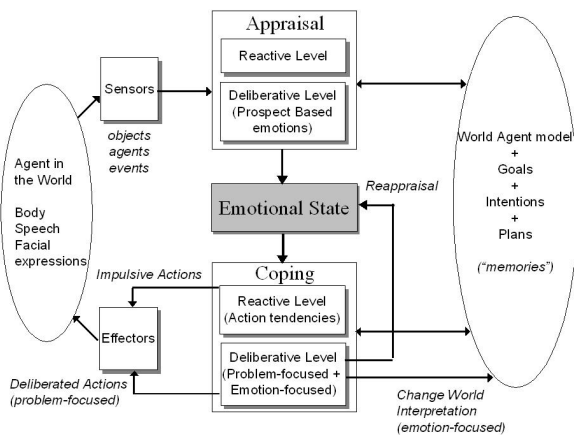 Appraisal
Reactive Level
Deliberative Level
(Prospect Based
emotions)
Sensors
objects
agents
events
Agent in
the World
Body
Speech
Facial
expressions
World Agent model
+
Goals
+
Intentions
+
Plans
("memories")
Reappraisal
Emotional State
Impulsive Actions
Coping
Reactive Level
(Action tendencies)
Effectors
Deliberative Level
(Problem-focused +
Emotion-focused)
Deliberated Actions
(problem-focused)
Change World
Interpretation
(emotion-focused)